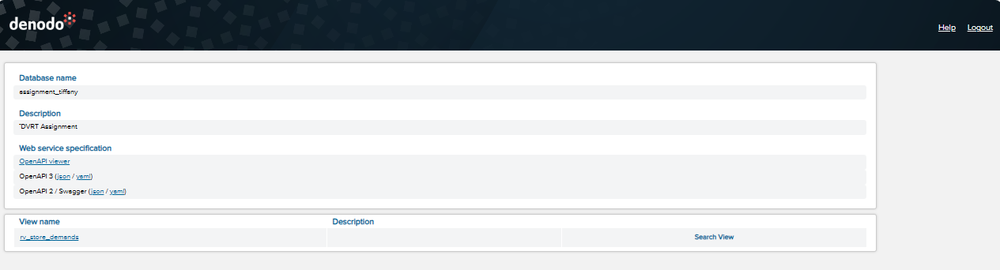 denodo
Help Logout
Database name
assignment_tiffany
Description
"DVRT Assignment
Web service specification
OpenAPI viewer
OpenAPI 3 (json / yaml)
OpenAPI 2 / Swagger (json / yaml)
View name Description
rv_store_demands Search View